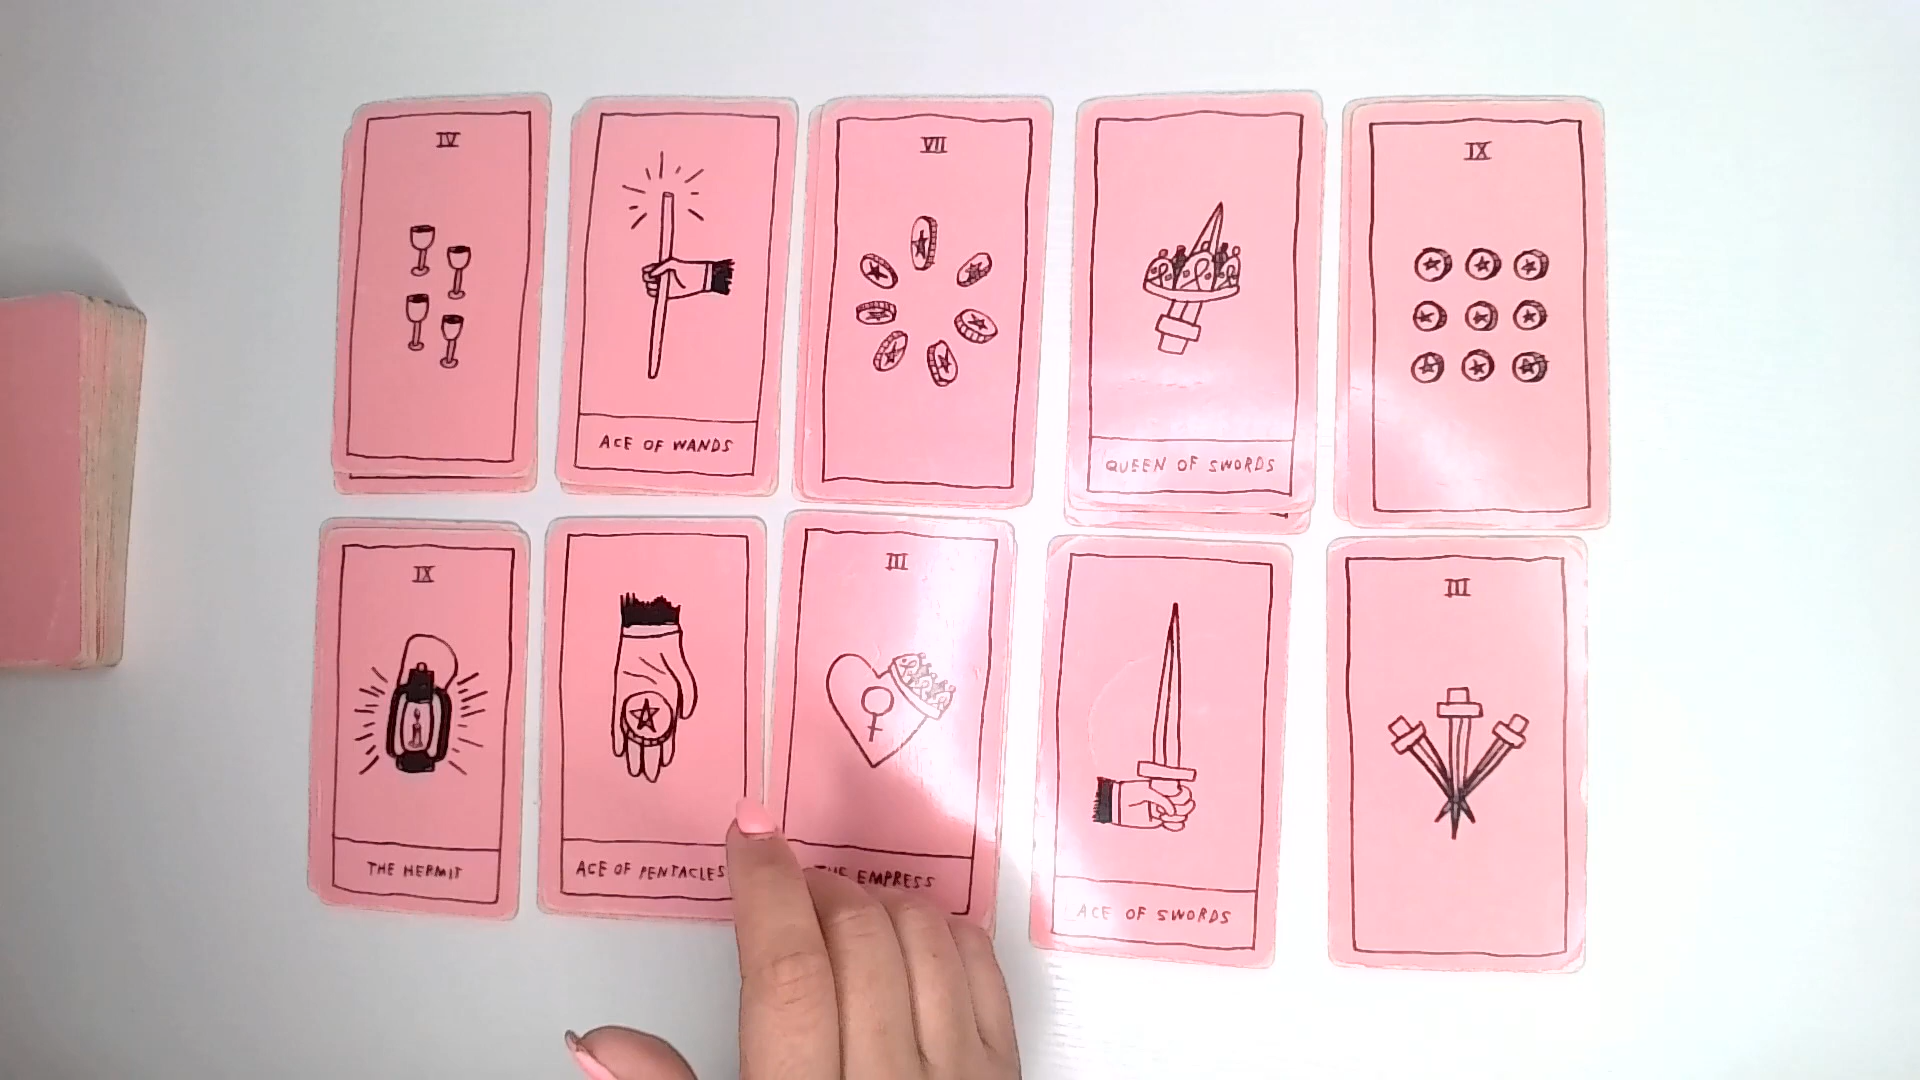 IV
ACE OF WANDS
VII
QUEEN OF SWORDS
IX
IX
THE HERMIT
ACE OF PENTACLES
III
THE EMPRESS
ACE OF SWORDS
III